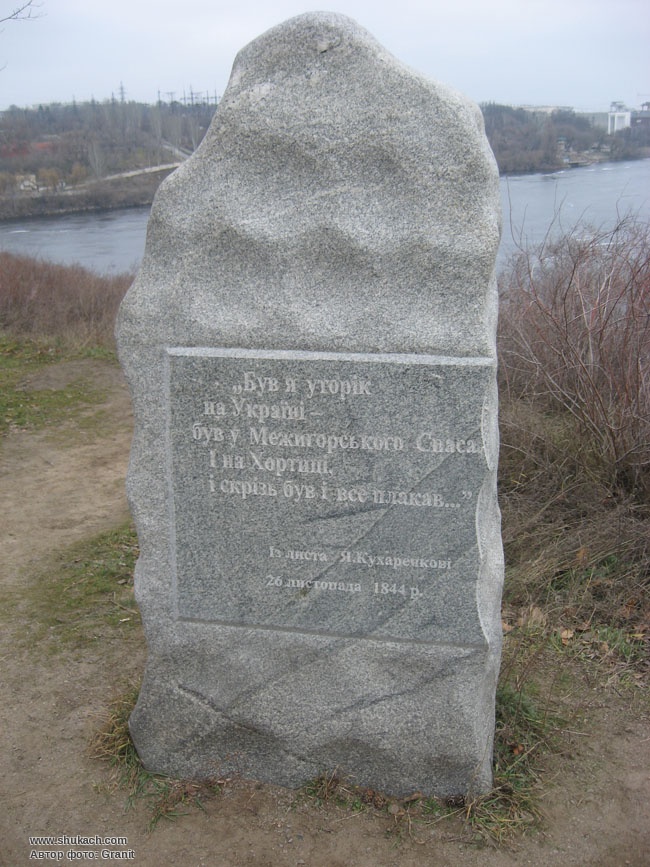 „Був я уторік
на Україні –
був у Межигорського Спаса.
І на Хортиці,
і скрізь був і все плакав...”
Із листа Я.Кухаренкові
26 листопада 1844 р.
www.shukach.com
Автор фото: Granit